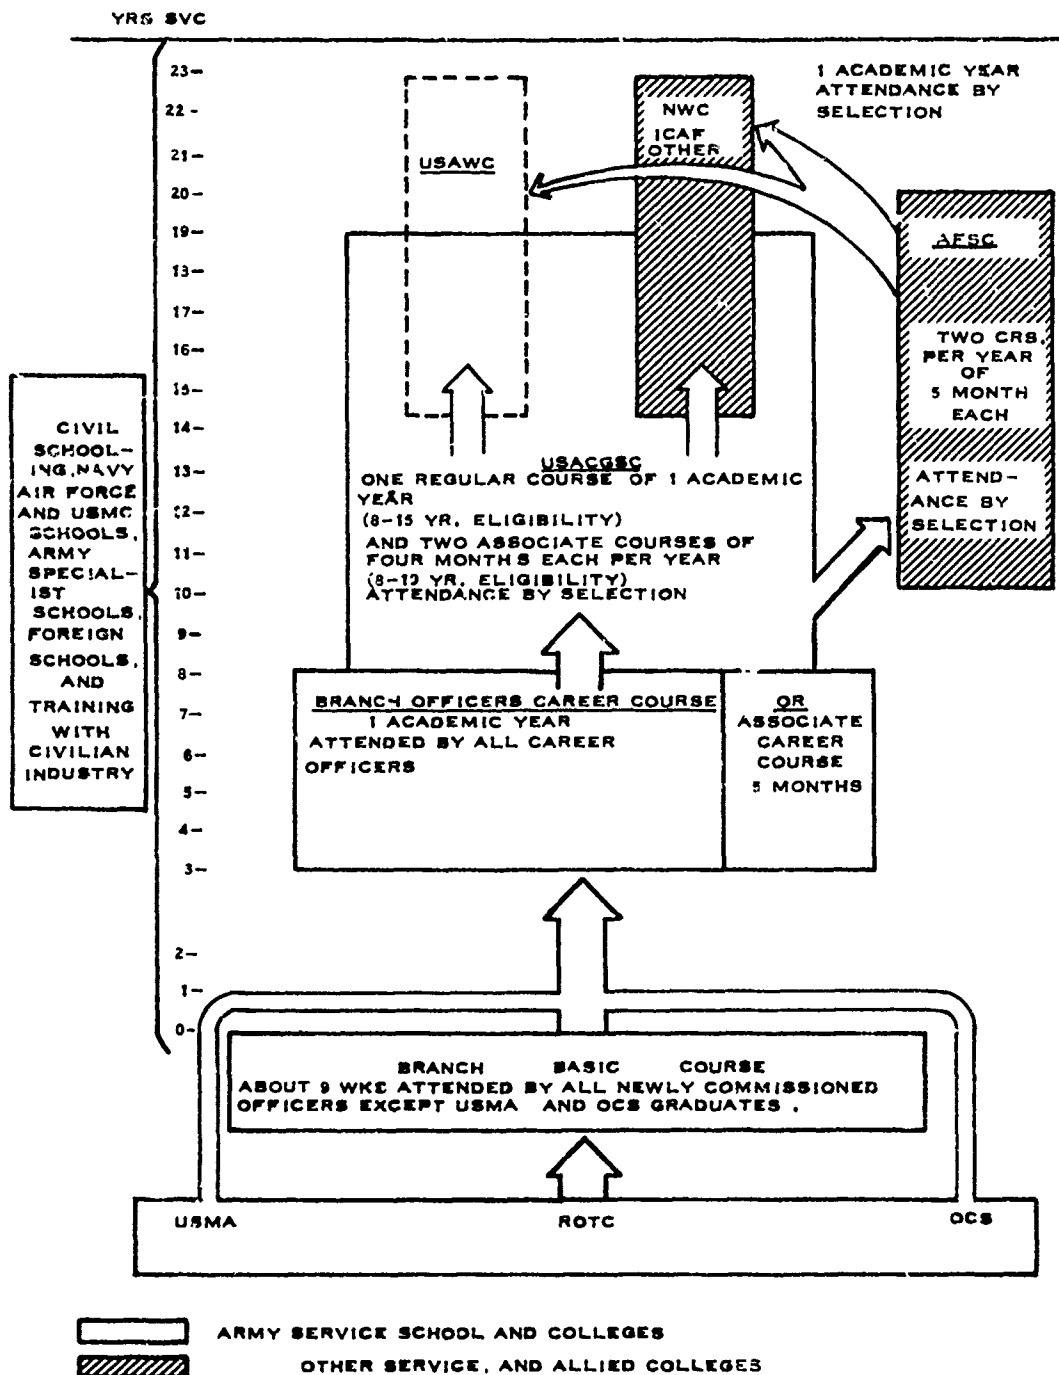 YRS SVC
23-
22-
21-
20-
19-
13-
17-
16-
15-
14-
13-
12-
11-
10-
9-
8-
7-
6-
5-
4-
3-
2-
1-
0-
CIVIL
SCHOOL-
ING, NAVY
AIR FORCE
AND USMC
SCHOOLS,
ARMY
SPECIAL-
IST
SCHOOLS,
FOREIGN
SCHOOLS,
AND
TRAINING
WITH
CIVILIAN
INDUSTRY
USAWC
NWC
ICAF
OTHER
1 ACADEMIC YEAR
ATTENDANCE BY
SELECTION
AFSC
TWO CRS.
PER YEAR
OF
5 MONTH
EACH
ATTEND-
ANCE BY
SELECTION
USACGSC
ONE REGULAR COURSE OF 1 ACADEMIC
YEAR
(8-15 YR. ELIGIBILITY)
AND TWO ASSOCIATE COURSES OF
FOUR MONTHS EACH PER YEAR
YR. ELIGIBILITY)
ATTENDANCE BY SELECTION
BRANCH OFFICERS CAREER COURSE
1 ACADEMIC YEAR
ATTENDED BY ALL CAREER
OFFICERS
OR
ASSOCIATE
CAREER
COURSE
5 MONTHS
BRANCH BASIC COURSE
ABOUT 9 WKS ATTENDED BY ALL NEWLY COMMISSIONED
OFFICERS EXCEPT USMA AND OCS GRADUATES.
USMA ROTC OCS
ARMY SERVICE SCHOOL AND COLLEGES
OTHER SERVICE, AND ALLIED COLLEGES